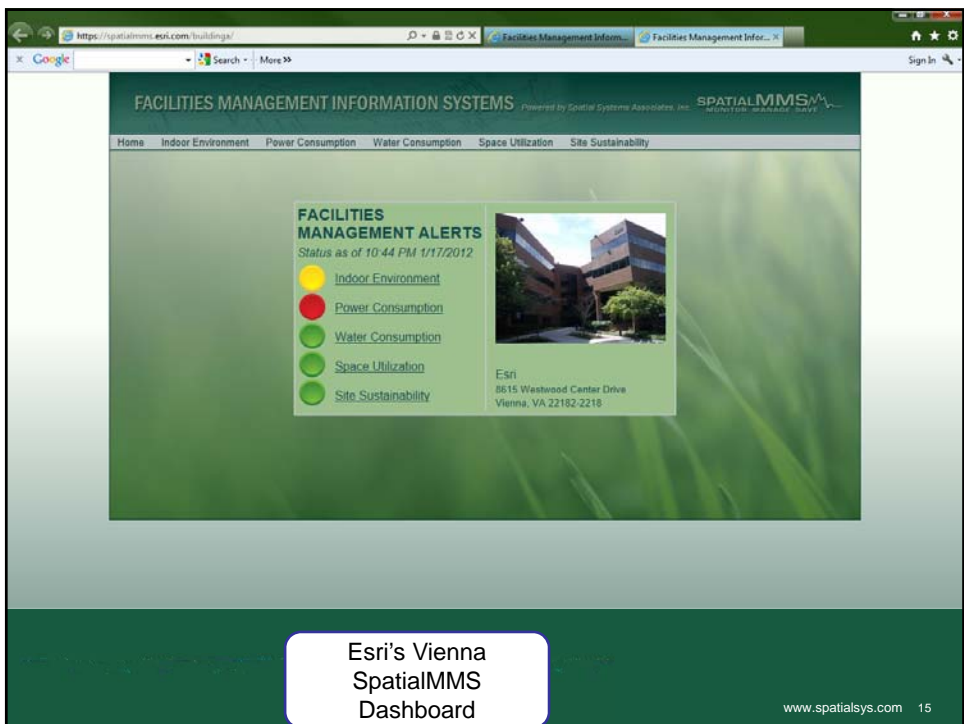 https://spatialmms.esri.com/buildinga/
Facilities Management Inform...
Facilities Management Infor...
x Google
Search
More »
Sign In
FACILITIES MANAGEMENT INFORMATION SYSTEMS Powered by Spatial Systems Associates, Inc. SPATIALMMS
MONITOR MANAGE SAVE
Home Indoor Environment Power Consumption Water Consumption Space Utilization Site Sustainability
FACILITIES
MANAGEMENT ALERTS
Status as of 10:44 PM 1/17/2012
Indoor Environment
Power Consumption
Water Consumption
Space Utilization
Site Sustainability
Esri
8615 Westwood Center Drive
Vienna, VA 22182-2218
Esri's Vienna
SpatialMMS
Dashboard
www.spatialsys.com 15